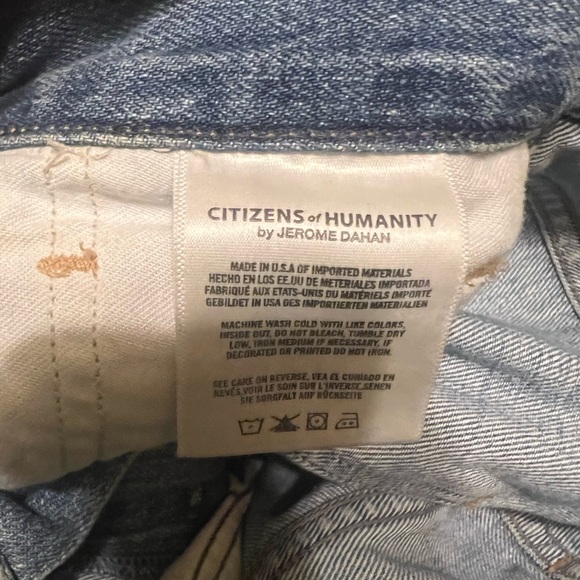 CITIZENS of HUMANITY
by JEROME DAHAN
MADE IN U.S.A OF IMPORTED MATERIALS
HECHO EN LOS EE.UU DE METERIALES IMPORTADA
FABRIQUÉ AUX ETATS-UNIS DU MATÉRIELS IMPORTÉ
GEBILDET IN USA GES IMPORTIERTEN MATERIALIEN
MACHINE WASH COLD WITH LIKE COLORS,
INSIDE OUT, DO NOT BLEACH, TUMBLE DRY
LOW, IRON MEDIUM IF NECESSARY, IF
DECORATED OR PRINTED DO NOT IRON.
SEE CARE ON REVERSE, VEA EL CUIDADO EN
REVÉS, VOIR LE SOIN SUR L'INVERSE, SEHEN
SIE SORGFALT AUF RÜCKSEITE